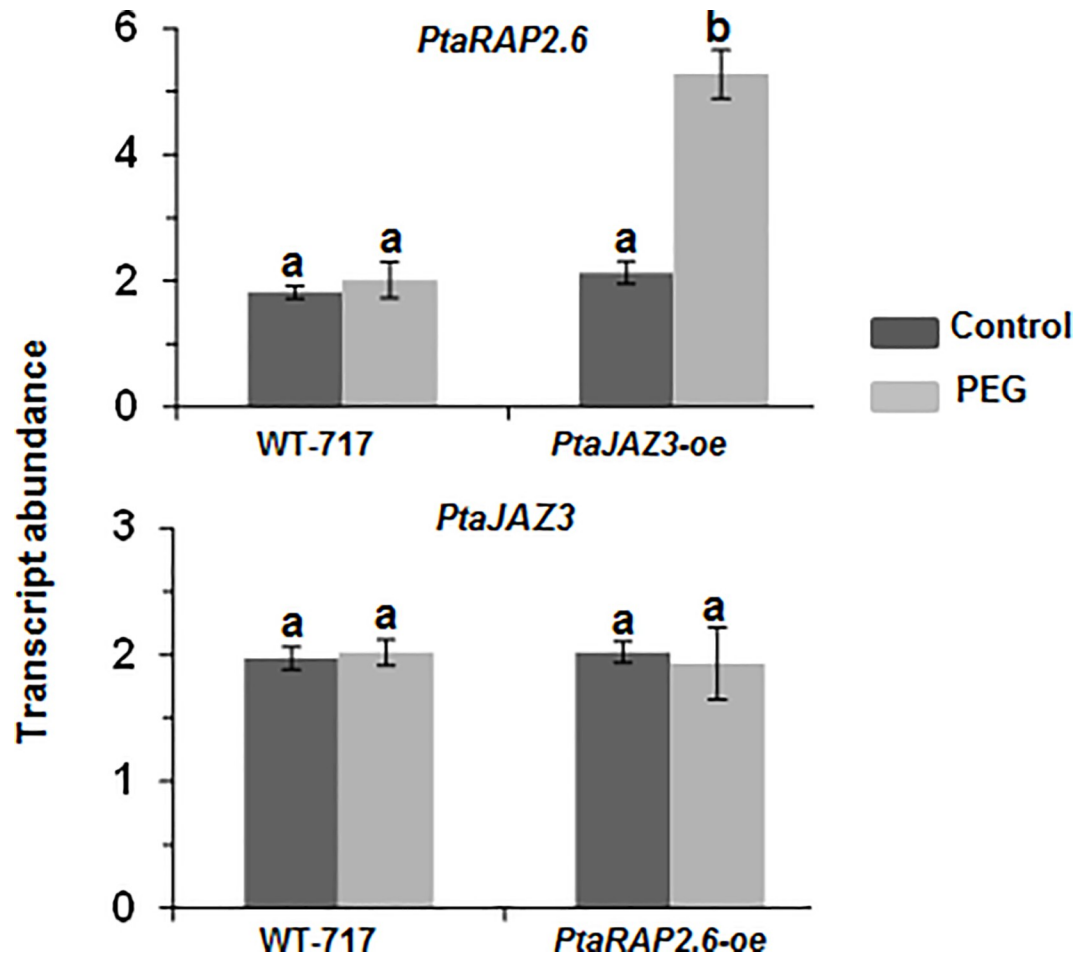 Transcript abundance
PtaRAP2.6
6
4
2
0
a
a
a
b
WT-717
PtaJAZ3-oe
Control
PEG
PtaJAZ3
3
2
1
0
a
a
a
a
WT-717
PtaRAP2.6-oe